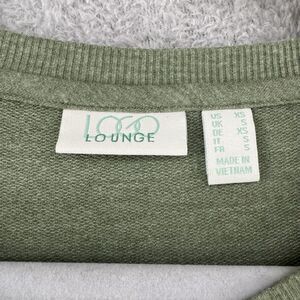 LOGO
LOUNGE
US XS
UK S
DE XS
IT S
FR S
MADE IN
VIETNAM